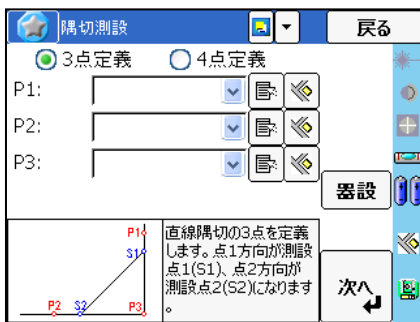 隅切測設
戻る
3点定義
4点定義
P1:
P2:
P3:
器設
P1
S1
P2
S2
P3
直線隅切の3点を定義
します。点1方向が測設
点1(S1)、点2方向が
測設点2(S2)になります
。
次へ